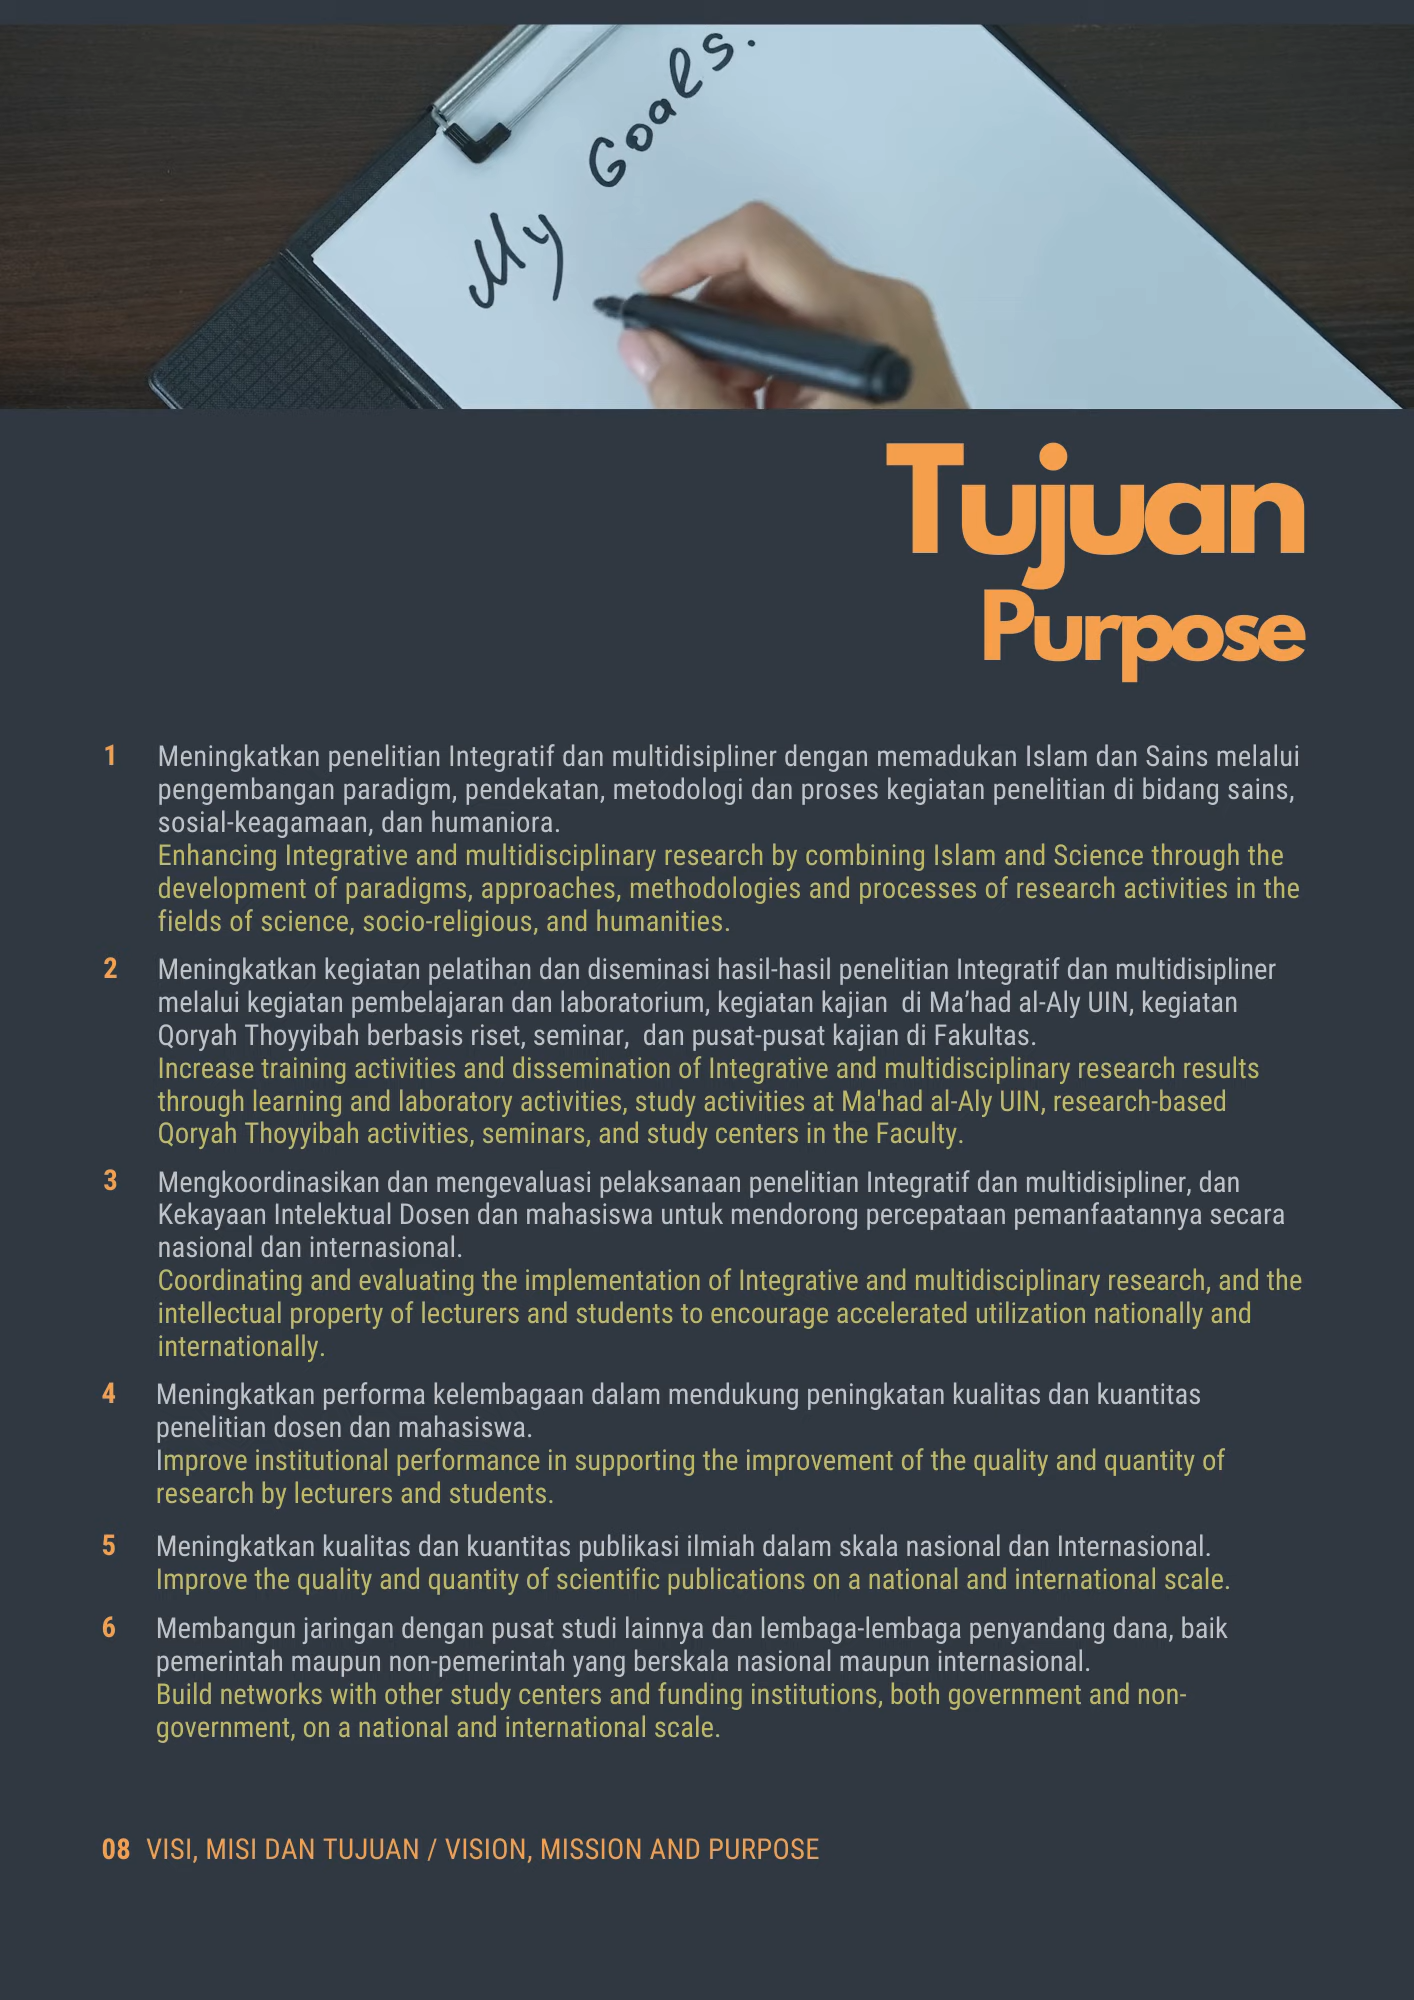 My Goals.
Tujuan
Purpose
1 Meningkatkan penelitian Integratif dan multidisipliner dengan memadukan Islam dan Sains melalui
pengembangan paradigm, pendekatan, metodologi dan proses kegiatan penelitian di bidang sains,
sosial-keagamaan, dan humaniora.
Enhancing Integrative and multidisciplinary research by combining Islam and Science through the
development of paradigms, approaches, methodologies and processes of research activities in the
fields of science, socio-religious, and humanities.
2 Meningkatkan kegiatan pelatihan dan diseminasi hasil-hasil penelitian Integratif dan multidisipliner
melalui kegiatan pembelajaran dan laboratorium, kegiatan kajian  di Ma’had al-Aly UIN, kegiatan
Qoryah Thoyyibah berbasis riset, seminar,  dan pusat-pusat kajian di Fakultas.
Increase training activities and dissemination of Integrative and multidisciplinary research results
through learning and laboratory activities, study activities at Ma'had al-Aly UIN, research-based
Qoryah Thoyyibah activities, seminars, and study centers in the Faculty.
3 Mengkoordinasikan dan mengevaluasi pelaksanaan penelitian Integratif dan multidisipliner, dan
Kekayaan Intelektual Dosen dan mahasiswa untuk mendorong percepataan pemanfaatannya secara
nasional dan internasional.
Coordinating and evaluating the implementation of Integrative and multidisciplinary research, and the
intellectual property of lecturers and students to encourage accelerated utilization nationally and
internationally.
4 Meningkatkan performa kelembagaan dalam mendukung peningkatan kualitas dan kuantitas
penelitian dosen dan mahasiswa.
Improve institutional performance in supporting the improvement of the quality and quantity of
research by lecturers and students.
5 Meningkatkan kualitas dan kuantitas publikasi ilmiah dalam skala nasional dan Internasional.
Improve the quality and quantity of scientific publications on a national and international scale.
6 Membangun jaringan dengan pusat studi lainnya dan lembaga-lembaga penyandang dana, baik
pemerintah maupun non-pemerintah yang berskala nasional maupun internasional.
Build networks with other study centers and funding institutions, both government and non-
government, on a national and international scale.
08 VISI, MISI DAN TUJUAN / VISION, MISSION AND PURPOSE